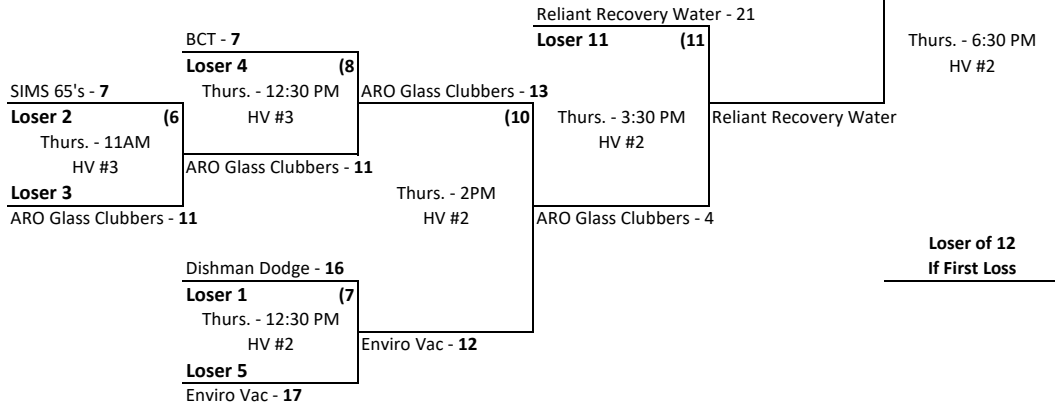 Reliant Recovery Water - 21
BCT - 7
Loser 11 (11
Thurs. - 6:30 PM
Loser 4 (8
HV #2
SIMS 65's - 7
Thurs. - 12:30 PM
ARO Glass Clubbers - 13
Loser 2 (6
HV #3
(10
Thurs. - 3:30 PM
Reliant Recovery Water
Thurs. - 11AM
HV #2
HV #3
ARO Glass Clubbers - 11
Loser 3
Thurs. - 2PM
ARO Glass Clubbers - 11
HV #2
ARO Glass Clubbers - 4
Loser of 12
Dishman Dodge - 16
If First Loss
Loser 1 (7
Thurs. - 12:30 PM
HV #2
Enviro Vac - 12
Loser 5
Enviro Vac - 17